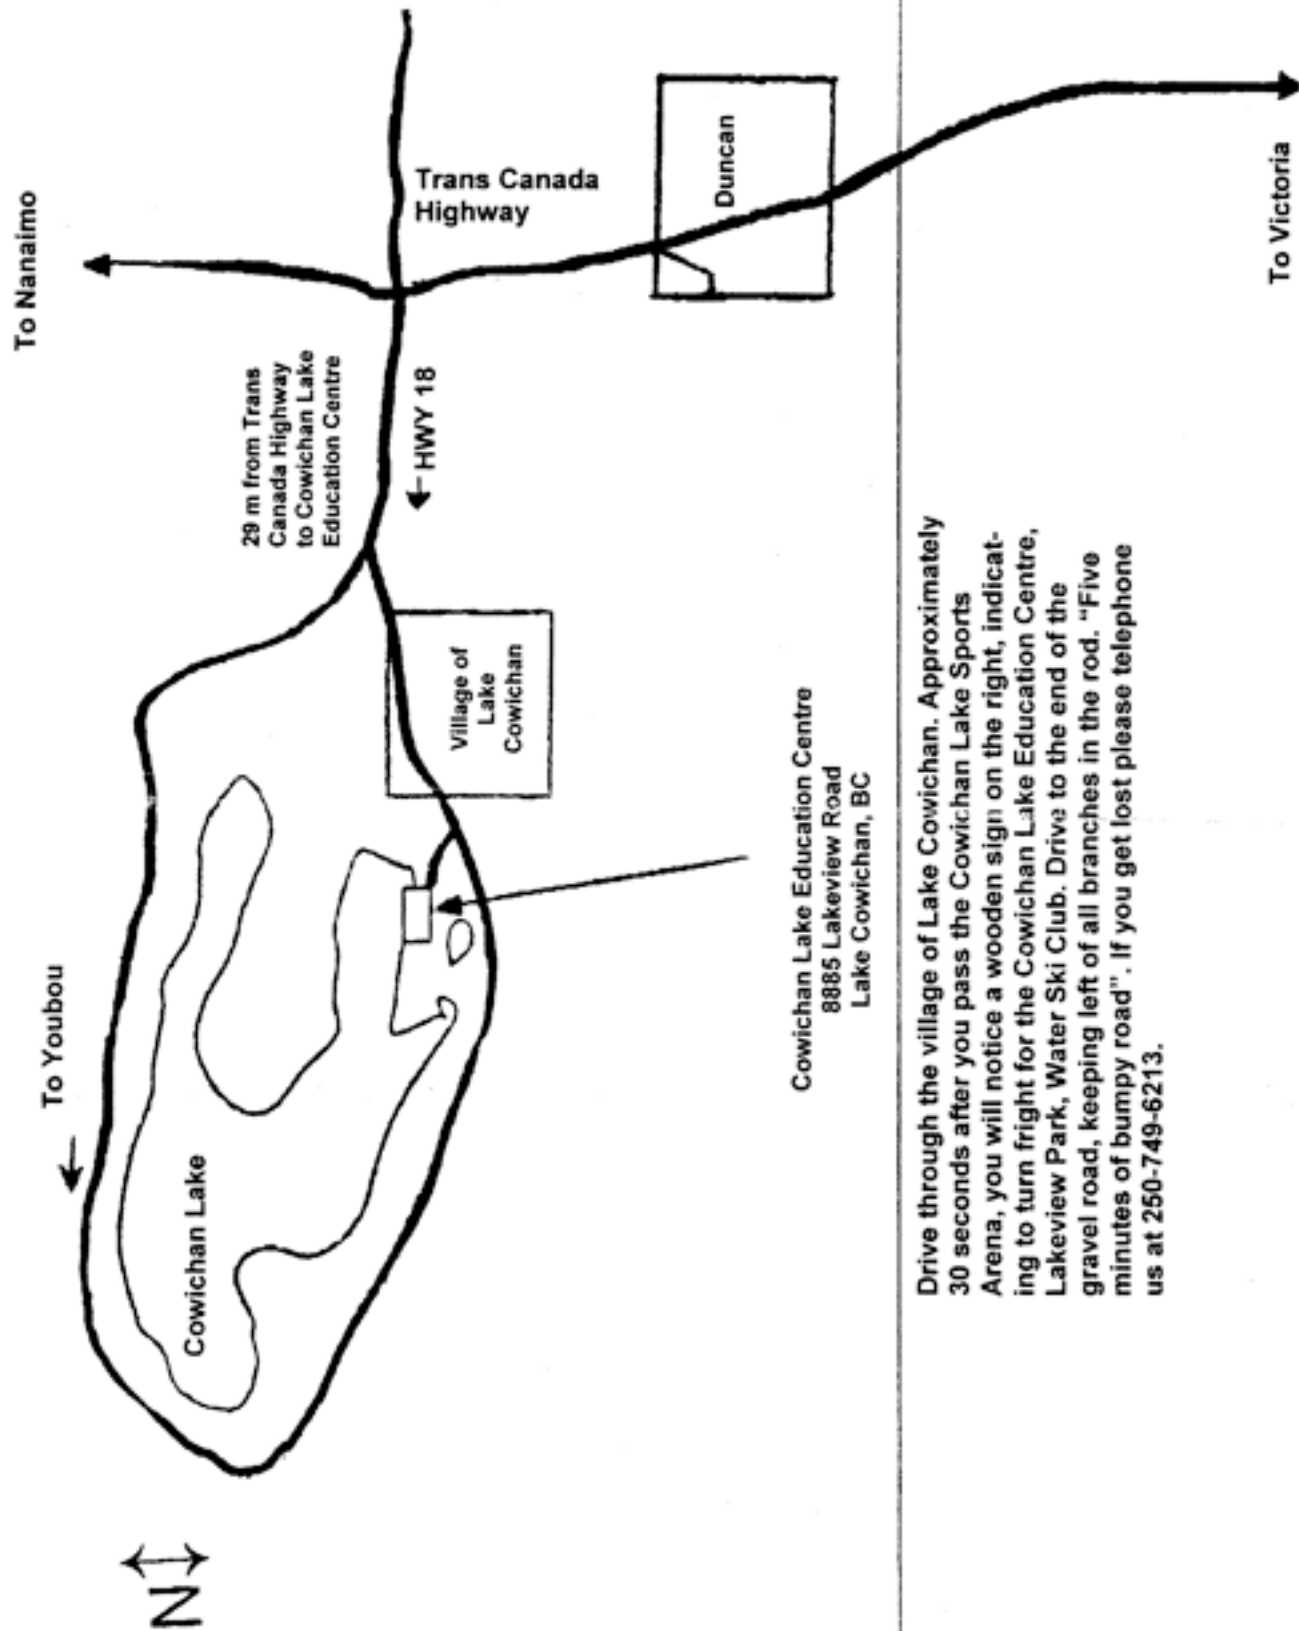 To Nanaimo
Trans Canada
Highway
Duncan
To Victoria
29 m from Trans
Canada Highway
to Cowichan Lake
Education Centre
HWY 18
Village of
Lake
Cowichan
To Youbou
Cowichan Lake
N
Cowichan Lake Education Centre
8885 Lakeview Road
Lake Cowichan, BC
Drive through the village of Lake Cowichan. Approximately
30 seconds after you pass the Cowichan Lake Sports
Arena, you will notice a wooden sign on the right, indicat-
ing to turn fright for the Cowichan Lake Education Centre,
Lakeview Park, Water Ski Club. Drive to the end of the
gravel road, keeping left of all branches in the rod. "Five
minutes of bumpy road". If you get lost please telephone
us at 250-749-6213.